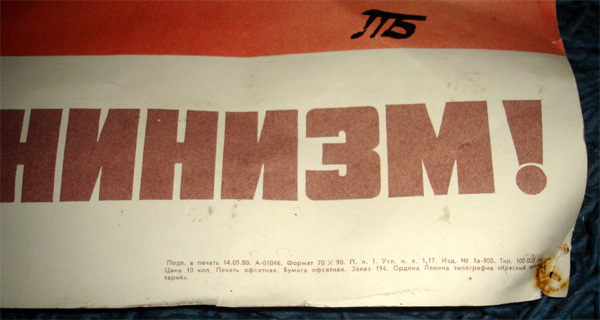 ТБ
НИНИЗМ!
Подп. в печать 14.05.80. А-01046. Формат 70 × 90. П. л. 1. Усл. п. л. 1,17. Изд. № 1а-900. Тир. 100 000
Цена 10 коп. Печать офсетная. Бумага офсетная. Заказ 196. Ордена Ленина типография «Красный
тарий».